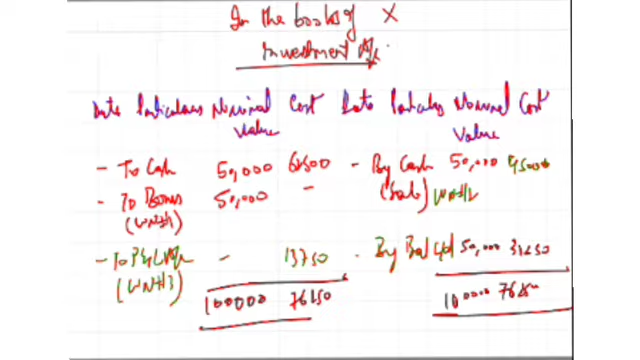 In the books of X
Investment A/c
Date Particulars Nominal Cost Date Particulars Nominal Cost
Value Value
- To Cash 50,000 62500 - By Cash 50,000 45000
- To Bonus 50,000 - (Sale) WN#2
(WN#1)
- To P&L A/c - 13750 - By Bal c/d 50,000 31250
(WN#3) 100000 76250 100000 76250